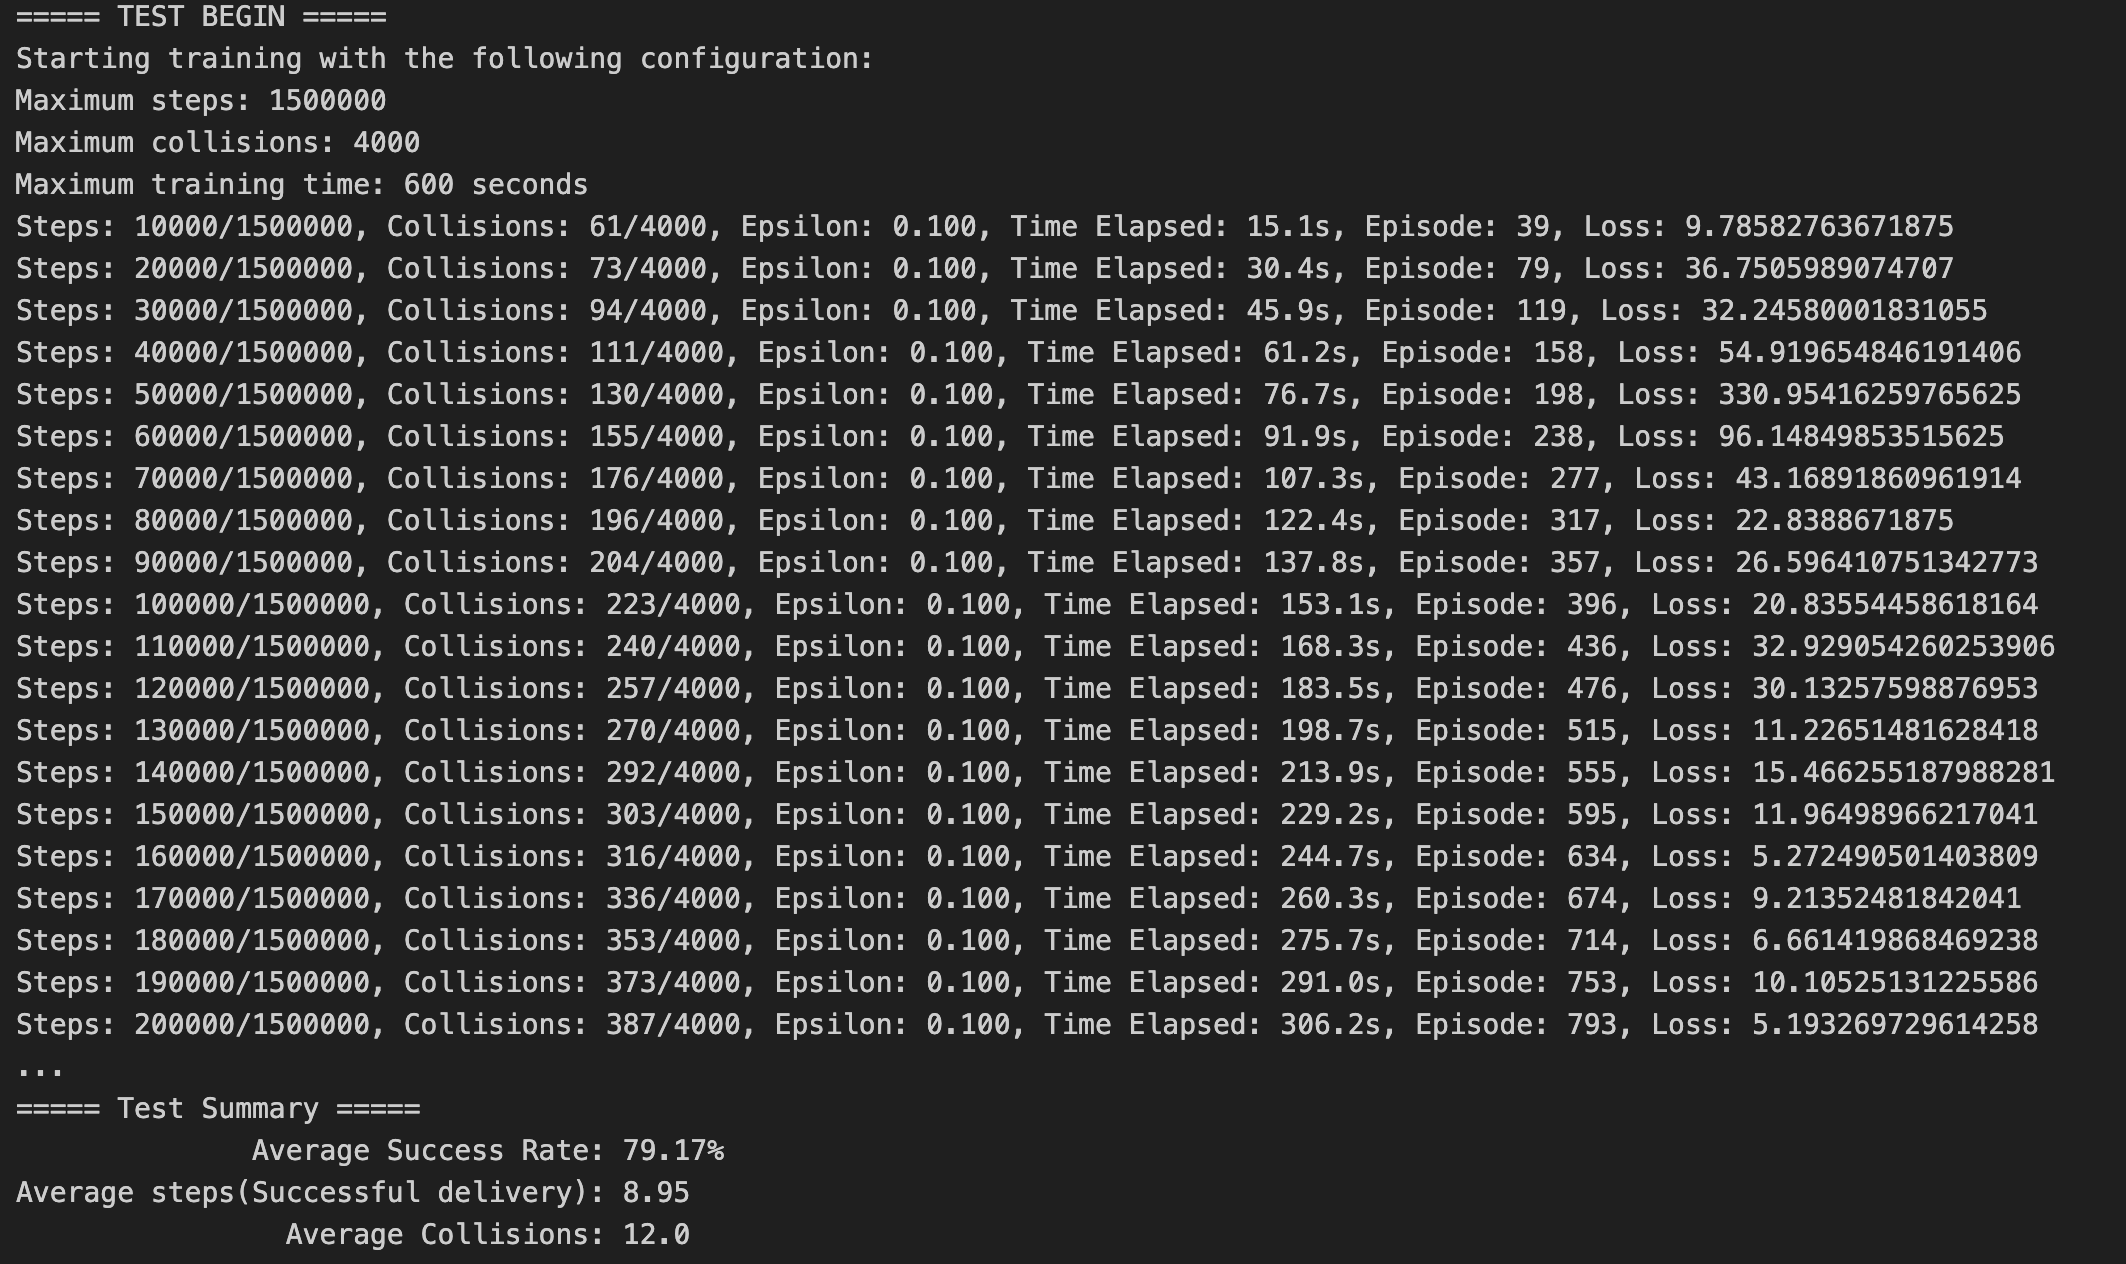 ===== TEST BEGIN =====
Starting training with the following configuration:
Maximum steps: 1500000
Maximum collisions: 4000
Maximum training time: 600 seconds
Steps: 10000/1500000, Collisions: 61/4000, Epsilon: 0.100, Time Elapsed: 15.1s, Episode: 39, Loss: 9.78582763671875
Steps: 20000/1500000, Collisions: 73/4000, Epsilon: 0.100, Time Elapsed: 30.4s, Episode: 79, Loss: 36.7505989074707
Steps: 30000/1500000, Collisions: 94/4000, Epsilon: 0.100, Time Elapsed: 45.9s, Episode: 119, Loss: 32.24580001831055
Steps: 40000/1500000, Collisions: 111/4000, Epsilon: 0.100, Time Elapsed: 61.2s, Episode: 158, Loss: 54.919654846191406
Steps: 50000/1500000, Collisions: 130/4000, Epsilon: 0.100, Time Elapsed: 76.7s, Episode: 198, Loss: 330.95416259765625
Steps: 60000/1500000, Collisions: 155/4000, Epsilon: 0.100, Time Elapsed: 91.9s, Episode: 238, Loss: 96.14849853515625
Steps: 70000/1500000, Collisions: 176/4000, Epsilon: 0.100, Time Elapsed: 107.3s, Episode: 277, Loss: 43.16891860961914
Steps: 80000/1500000, Collisions: 196/4000, Epsilon: 0.100, Time Elapsed: 122.4s, Episode: 317, Loss: 22.8388671875
Steps: 90000/1500000, Collisions: 204/4000, Epsilon: 0.100, Time Elapsed: 137.8s, Episode: 357, Loss: 26.596410751342773
Steps: 100000/1500000, Collisions: 223/4000, Epsilon: 0.100, Time Elapsed: 153.1s, Episode: 396, Loss: 20.83554458618164
Steps: 110000/1500000, Collisions: 240/4000, Epsilon: 0.100, Time Elapsed: 168.3s, Episode: 436, Loss: 32.929054260253906
Steps: 120000/1500000, Collisions: 257/4000, Epsilon: 0.100, Time Elapsed: 183.5s, Episode: 476, Loss: 30.13257598876953
Steps: 130000/1500000, Collisions: 270/4000, Epsilon: 0.100, Time Elapsed: 198.7s, Episode: 515, Loss: 11.22651481628418
Steps: 140000/1500000, Collisions: 292/4000, Epsilon: 0.100, Time Elapsed: 213.9s, Episode: 555, Loss: 15.466255187988281
Steps: 150000/1500000, Collisions: 303/4000, Epsilon: 0.100, Time Elapsed: 229.2s, Episode: 595, Loss: 11.96498966217041
Steps: 160000/1500000, Collisions: 316/4000, Epsilon: 0.100, Time Elapsed: 244.7s, Episode: 634, Loss: 5.272490501403809
Steps: 170000/1500000, Collisions: 336/4000, Epsilon: 0.100, Time Elapsed: 260.3s, Episode: 674, Loss: 9.21352481842041
Steps: 180000/1500000, Collisions: 353/4000, Epsilon: 0.100, Time Elapsed: 275.7s, Episode: 714, Loss: 6.661419868469238
Steps: 190000/1500000, Collisions: 373/4000, Epsilon: 0.100, Time Elapsed: 291.0s, Episode: 753, Loss: 10.10525131225586
Steps: 200000/1500000, Collisions: 387/4000, Epsilon: 0.100, Time Elapsed: 306.2s, Episode: 793, Loss: 5.193269729614258
...
===== Test Summary =====
Average Success Rate: 79.17%
Average steps(Successful delivery): 8.95
Average Collisions: 12.0